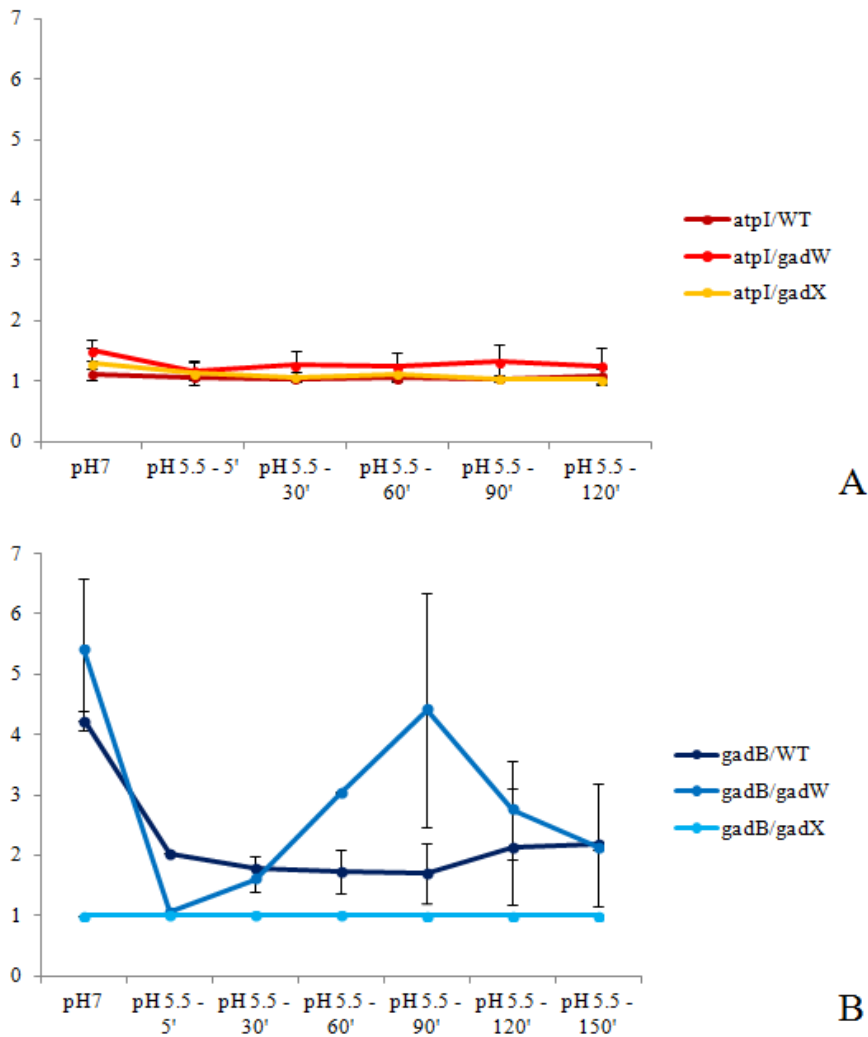 7
6
5
4
3
2
1
0
pH7
pH 5.5 - 5'
pH 5.5 -
30'
pH 5.5 -
60'
pH 5.5 -
90'
pH 5.5 -
120'
atpI/WT
atpI/gadW
atpI/gadX
A
7
6
5
4
3
2
1
0
pH7
pH 5.5 -
5'
pH 5.5 -
30'
pH 5.5 -
60'
pH 5.5 -
90'
pH 5.5 -
120'
pH 5.5 -
150'
gadB/WT
gadB/gadW
gadB/gadX
B